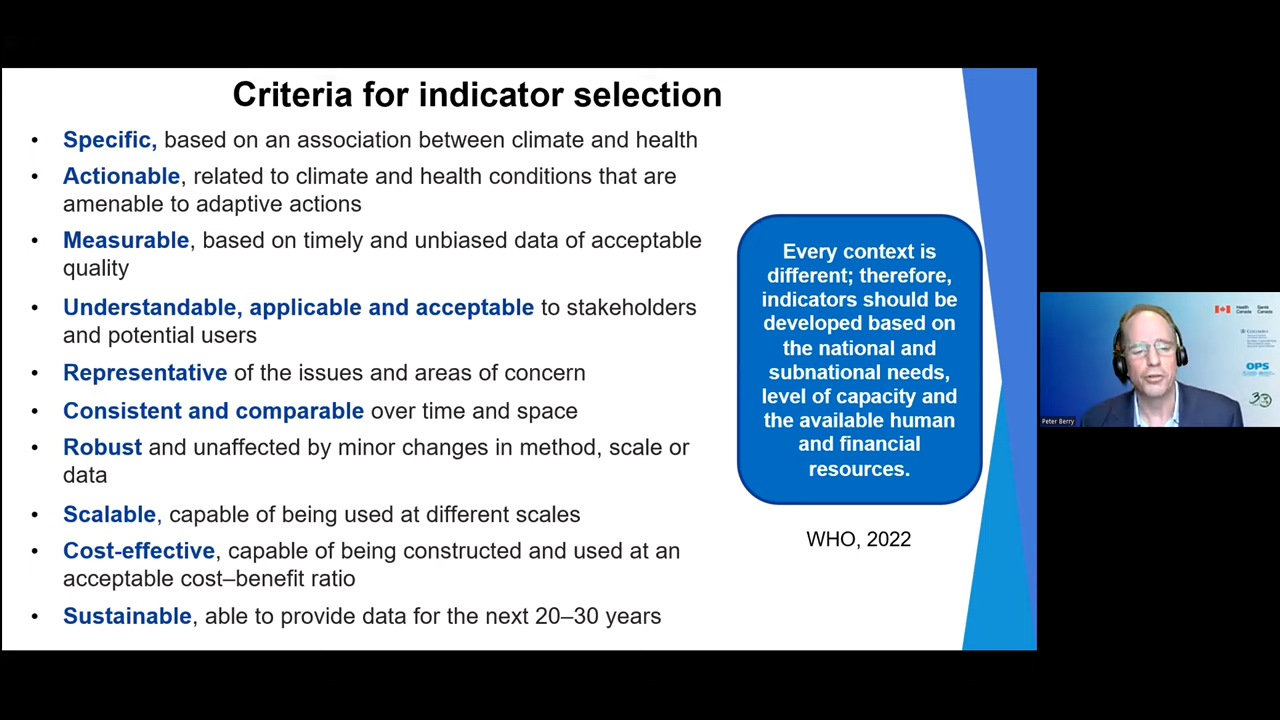 Criteria for indicator selection
• Specific, based on an association between climate and health
• Actionable, related to climate and health conditions that are
amenable to adaptive actions
• Measurable, based on timely and unbiased data of acceptable
quality
• Understandable, applicable and acceptable to stakeholders
and potential users
• Representative of the issues and areas of concern
• Consistent and comparable over time and space
• Robust and unaffected by minor changes in method, scale or
data
• Scalable, capable of being used at different scales
• Cost-effective, capable of being constructed and used at an
acceptable cost–benefit ratio
• Sustainable, able to provide data for the next 20–30 years
Every context is
different; therefore,
indicators should be
developed based on
the national and
subnational needs,
level of capacity and
the available human
and financial
resources.
WHO, 2022
Health Santé
Canada Canada
OPS
Peter Berry